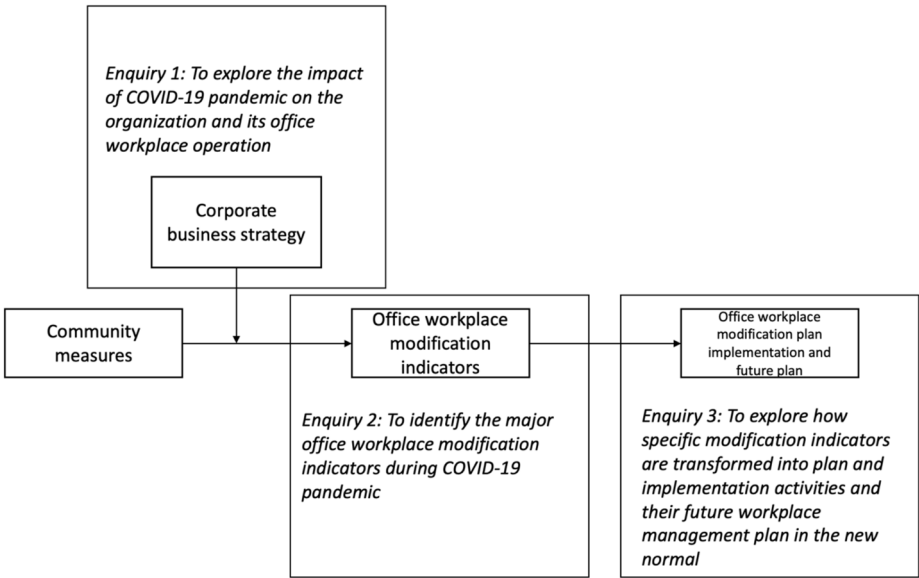 Enquiry 1: To explore the impact
of COVID-19 pandemic on the
organization and its office
workplace operation
Corporate
business strategy
Community
measures
Office workplace
modification
indicators
Office workplace
modification plan
implementation and
future plan
Enquiry 2: To identify the major
office workplace modification
indicators during COVID-19
pandemic
Enquiry 3: To explore how
specific modification indicators
are transformed into plan and
implementation activities and
their future workplace
management plan in the new
normal